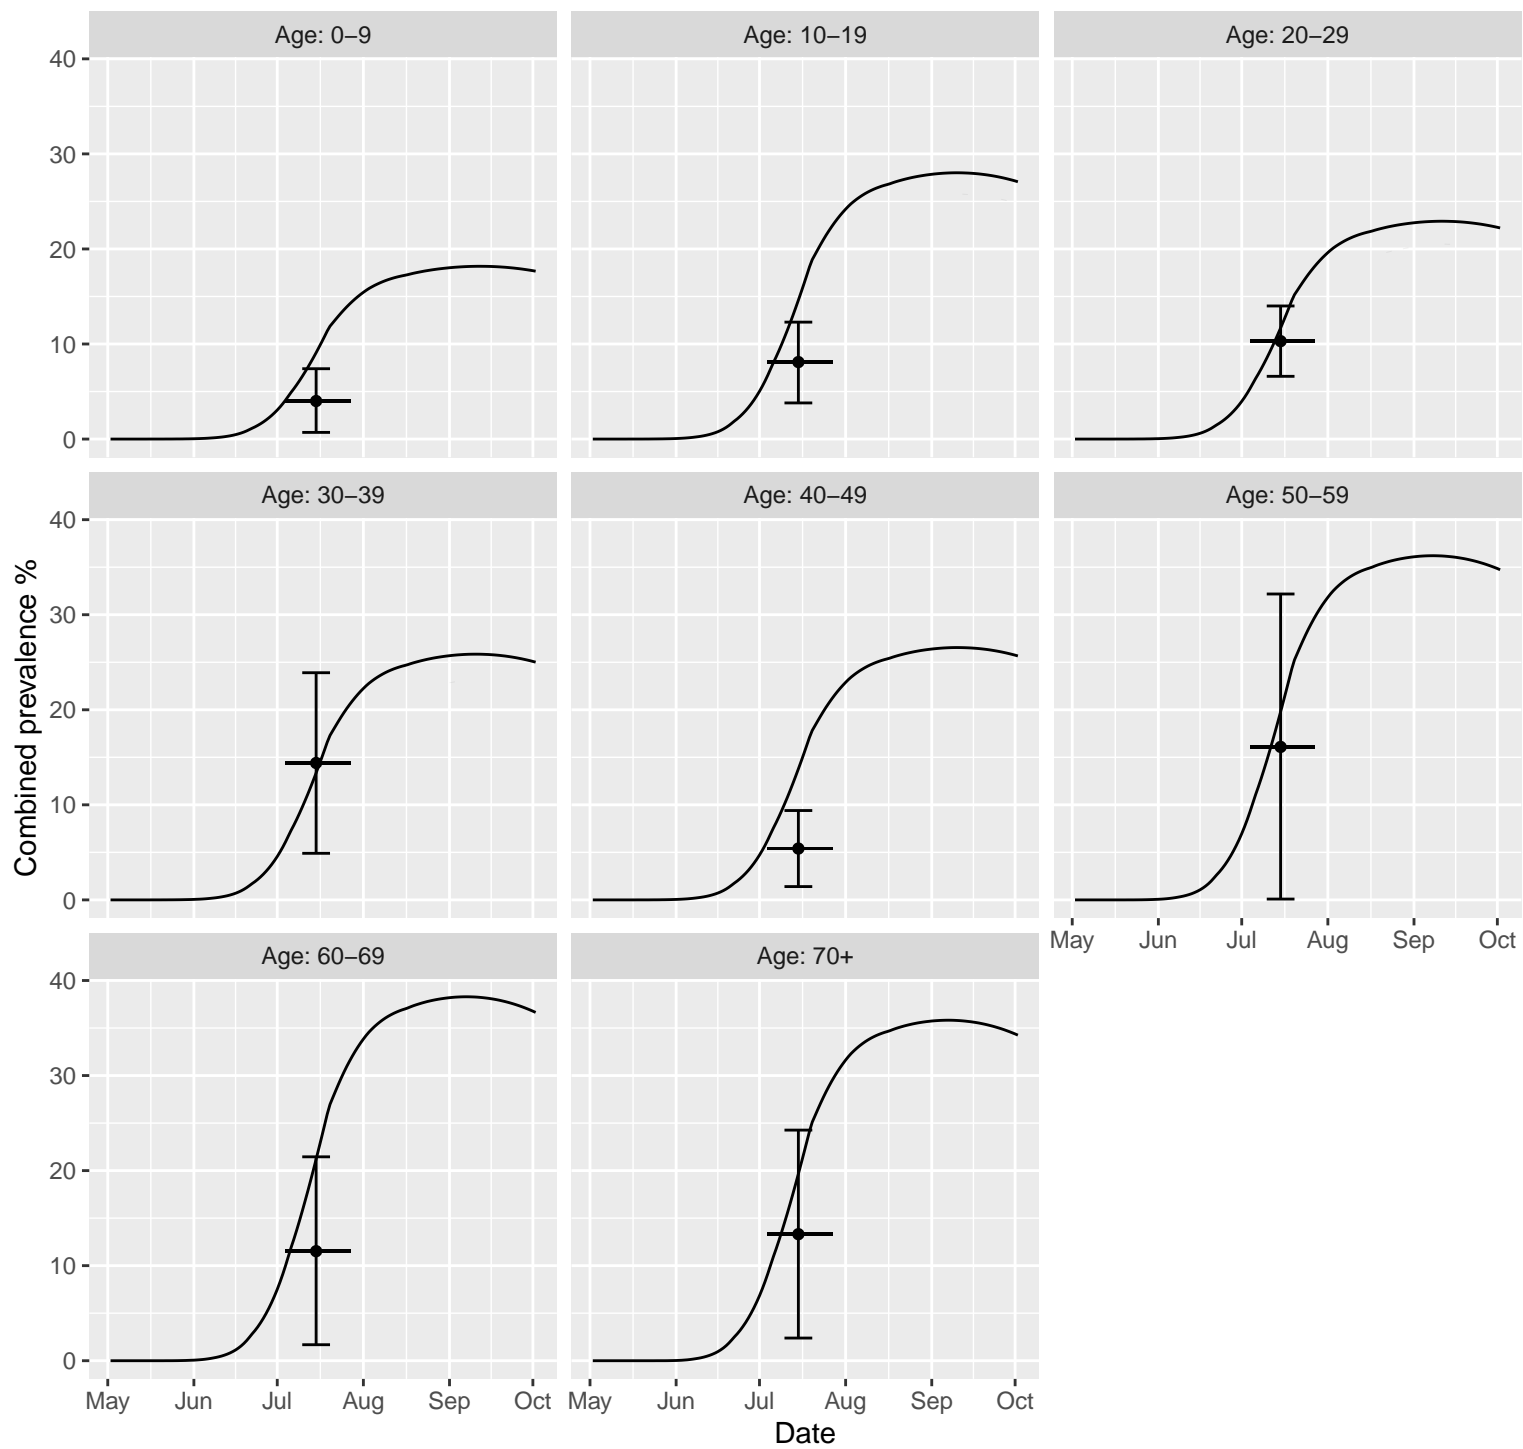 Age: 0–9
Age: 10–19
Age: 20–29
40
30
20
10
0
Age: 30–39
Age: 40–49
Age: 50–59
40
30
20
10
0
May Jun Jul Aug Sep Oct
Age: 60–69
Age: 70+
40
30
20
10
0
May Jun Jul Aug Sep Oct
May Jun Jul Aug Sep Oct
Combined prevalence %
Date